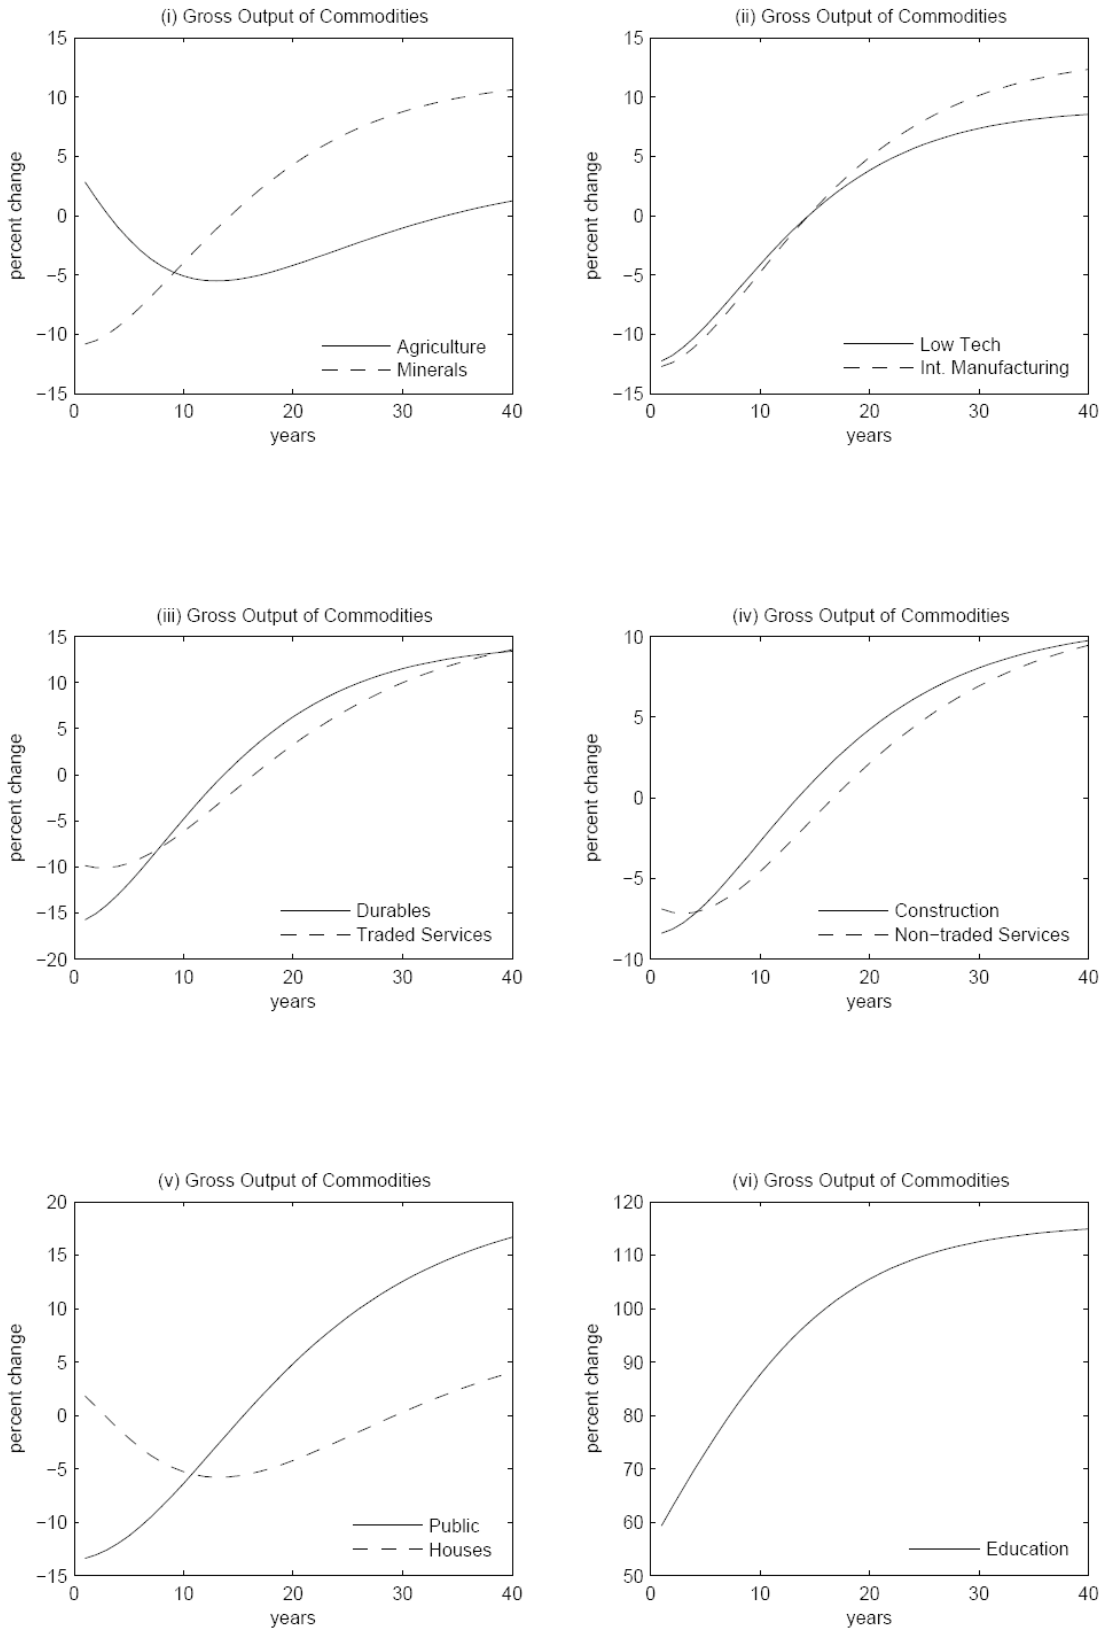 (i) Gross Output of Commodities
15
10
5
0
−5
−10
−15
percent change
Agriculture
Minerals
0 10 20 30 40
years
(ii) Gross Output of Commodities
15
10
5
0
−5
−10
−15
percent change
Low Tech
Int. Manufacturing
0 10 20 30 40
years
(iii) Gross Output of Commodities
15
10
5
0
−5
−10
−15
−20
percent change
Durables
Traded Services
0 10 20 30 40
years
(iv) Gross Output of Commodities
10
5
0
−5
−10
percent change
Construction
Non−traded Services
0 10 20 30 40
years
(v) Gross Output of Commodities
20
15
10
5
0
−5
−10
−15
percent change
Public
Houses
0 10 20 30 40
years
(vi) Gross Output of Commodities
120
110
100
90
80
70
60
50
percent change
Education
0 10 20 30 40
years